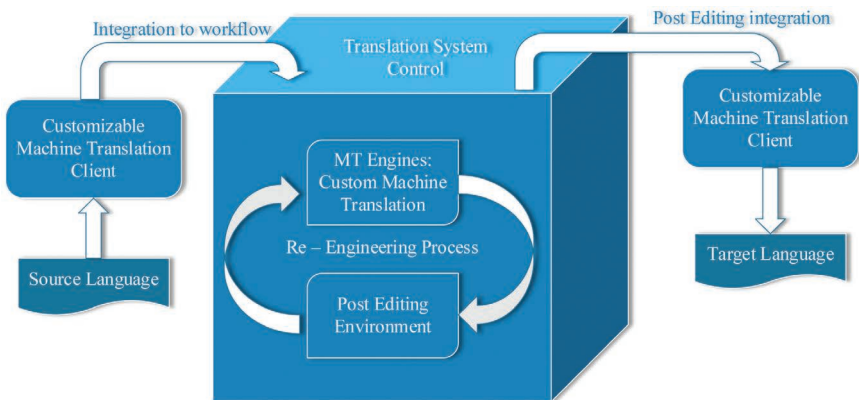 Integration to workflow
Translation System
Control
Post Editing integration
Customizable
Machine Translation
Client
Source Language
MT Engines:
Custom Machine
Translation
Re – Engineering Process
Post Editing
Environment
Customizable
Machine Translation
Client
Target Language